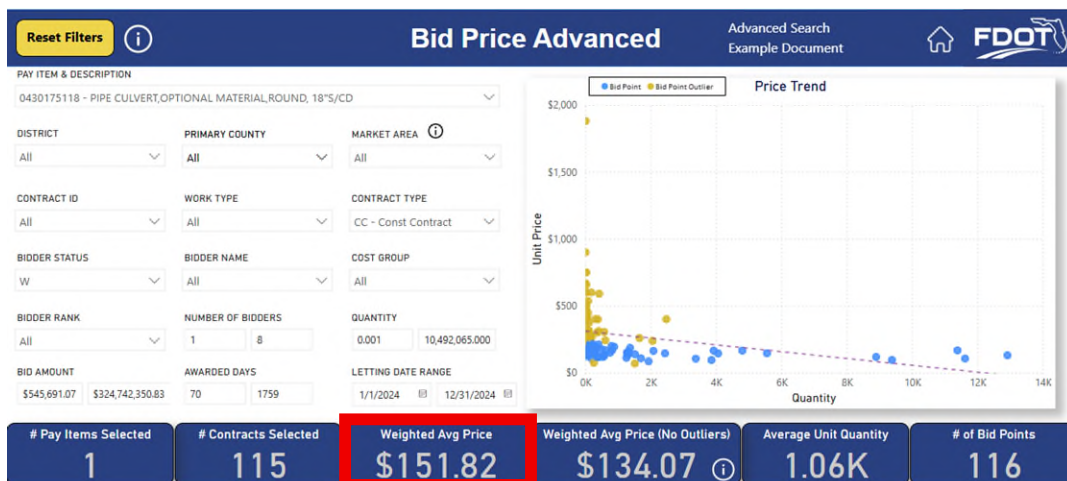 Reset Filters
Bid Price Advanced
Advanced Search
Example Document
FDOT
PAY ITEM & DESCRIPTION
0430175118 - PIPE CULVERT,OPTIONAL MATERIAL,ROUND, 18"S/CD
DISTRICT
PRIMARY COUNTY
MARKET AREA
All
All
All
CONTRACT ID
WORK TYPE
CONTRACT TYPE
All
All
CC - Const Contract
BIDDER STATUS
BIDDER NAME
COST GROUP
W
All
All
BIDDER RANK
NUMBER OF BIDDERS
QUANTITY
All
1
8
0.001
10,492,065.000
BID AMOUNT
AWARDED DAYS
LETTING DATE RANGE
$545,691.07
$324,742,350.83
70
1759
1/1/2024
12/31/2024
Bid Point
Bid Point Outlier
Price Trend
Unit Price
$2,000
$1,500
$1,000
$500
$0
0K
2K
4K
6K
8K
10K
12K
14K
Quantity
# Pay Items Selected
1
# Contracts Selected
115
Weighted Avg Price
$151.82
Weighted Avg Price (No Outliers)
$134.07
Average Unit Quantity
1.06K
# of Bid Points
116